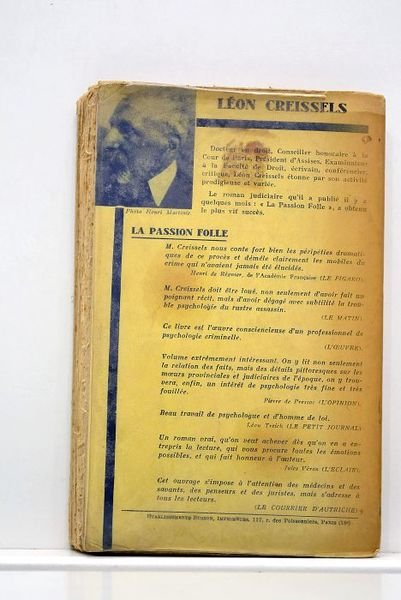 LÉON CREISSELS
Docteur en droit, Conseiller honoraire à la
Cour de Paris, Président d'Assises, Examinateur
à la Faculté de Droit, écrivain, conférencier,
critique, Léon Creissels étonne par son activité
prodigieuse et variée.
Le roman judiciaire qu'il a publié il y a
quelques mois : « La Passion Folle », a obtenu
le plus vif succès.
Photo Henri Martinie.
LA PASSION FOLLE
M. Creissels nous conte fort bien les péripéties dramati-
ques de ce procès et démêle clairement les mobiles du
crime qui n'avaient jamais été élucidés.
Henri de Régnier, de l'Académie Française (LE FIGARO).
M. Creissels doit être loué, non seulement d'avoir fait un
poignant récit, mais d'avoir dégagé avec subtilité la trou-
ble psychologie du rustre assassin.
(LE MATIN).
Ce livre est l'œuvre consciencieuse d'un professionnel de
psychologie criminelle.
(L'ŒUVRE).
Volume extrêmement intéressant. On y lit non seulement
la relation des faits, mais des détails pittoresques sur les
mœurs provinciales et judiciaires de l'époque, on y trou-
vera, enfin, un intérêt de psychologie très fine et très
fouillée.
Pierre de (L'OPINION).
Beau travail de psychologue et d'homme de loi.
Léon Treich (LE PETIT JOURNAL)
Un roman vrai, qu'on veut achever dès qu'on en a en-
trepris la lecture, qui vous procure toutes les émotions
possibles, et qui fait honneur à l'auteur.
Jules Véran (L'ECLAIR)
Cet ouvrage s'impose à l'attention des médecins et des
savants, des penseurs et des juristes, mais s'adresse à
tous les lecteurs.
(LE COURRIER D'AUTRICHE)
ÉTABLISSEMENTS BUSSON, IMPRIMEURS, 117, r. des Poissonniers, PARIS (18e)